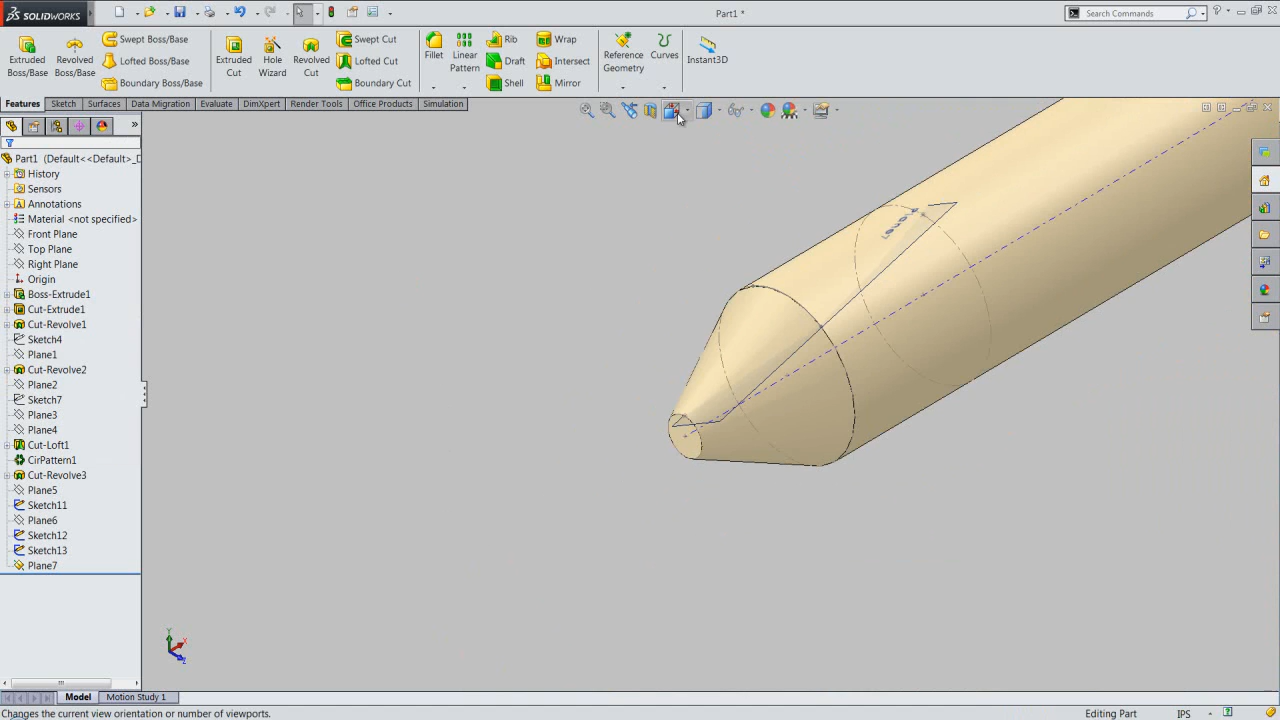 SOLIDWORKS
Part1 *
Search Commands
Extruded Boss/Base
Revolved Boss/Base
Swept Boss/Base
Lofted Boss/Base
Boundary Boss/Base
Extruded Cut
Hole Wizard
Revolved Cut
Swept Cut
Lofted Cut
Boundary Cut
Fillet
Linear Pattern
Rib
Draft
Shell
Wrap
Intersect
Mirror
Reference Geometry
Curves
Instant3D
Features
Sketch
Surfaces
Data Migration
Evaluate
DimXpert
Render Tools
Office Products
Simulation
Part1 (Default<<Default>_D
History
Sensors
Annotations
Material <not specified>
Front Plane
Top Plane
Right Plane
Origin
Boss-Extrude1
Cut-Extrude1
Cut-Revolve1
Sketch4
Plane1
Cut-Revolve2
Plane2
Sketch7
Plane3
Plane4
Cut-Loft1
CirPattern1
Cut-Revolve3
Plane5
Sketch11
Plane6
Sketch12
Sketch13
Plane7
Y
X
Z
Model
Motion Study 1
Changes the current view orientation or number of viewports.
Editing Part
IPS